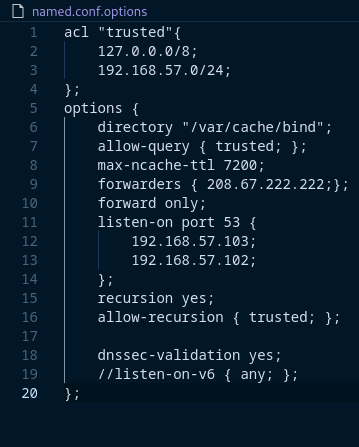 named.conf.options
1 acl "trusted"{
2     127.0.0.0/8;
3     192.168.57.0/24;
4 };
5 options {
6     directory "/var/cache/bind";
7     allow-query { trusted; };
8     max-ncache-ttl 7200;
9     forwarders { 208.67.222.222;};
10     forward only;
11     listen-on port 53 {
12         192.168.57.103;
13         192.168.57.102;
14     };
15     recursion yes;
16     allow-recursion { trusted; };
17
18     dnssec-validation yes;
19     //listen-on-v6 { any; };
20 };